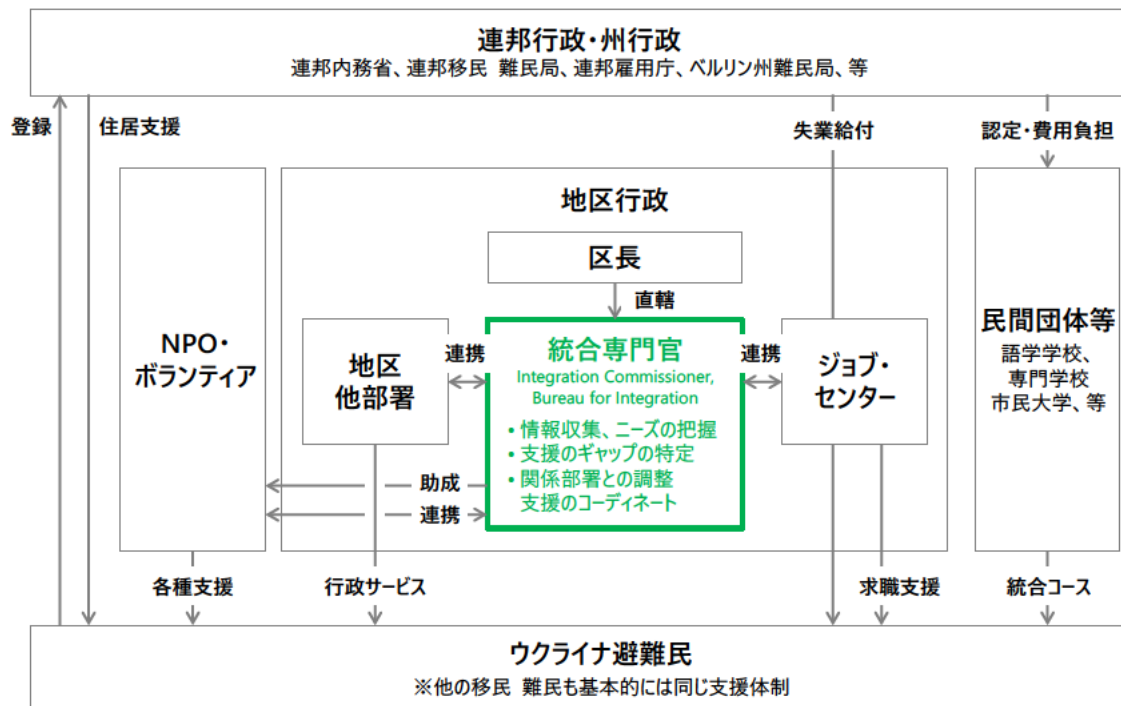 連邦行政・州行政
連邦内務省、連邦移民 難民局、連邦雇用庁、ベルリン州難民局、等
登録
住居支援
失業給付
認定・費用負担
地区行政
区長
直轄
NPO・
ボランティア
地区
他部署
連携
統合専門官
Integration Commissioner,
Bureau for Integration
• 情報収集、ニーズの把握
• 支援のギャップの特定
• 関係部署との調整
支援のコーディネート
連携
ジョブ・
センター
民間団体等
語学学校、
専門学校
市民大学、等
助成
連携
各種支援
行政サービス
求職支援
統合コース
ウクライナ避難民
※他の移民 難民も基本的には同じ支援体制